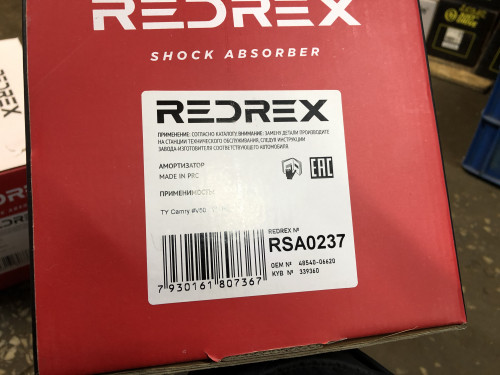 REDREX
SHOCK ABSORBER
REDREX
ПРИМЕНЕНИЕ: СОГЛАСНО КАТАЛОГУ. ВНИМАНИЕ: ЗАМЕНУ ДЕТАЛИ ПРОИЗВОДИТЕ
НА СТАНЦИИ ТЕХНИЧЕСКОГО ОБСЛУЖИВАНИЯ, СЛЕДУЯ ИНСТРУКЦИИ
ЗАВОДА-ИЗГОТОВИТЕЛЯ СООТВЕТСТВУЮЩЕГО АВТОМОБИЛЯ.
АМОРТИЗАТОР
MADE IN PRC
EAC
ПРИМЕНИМОСТЬ
TY Camry #V50
REDREX №
RSA0237
OEM № 48540-06620
KYB № 339360
7 930161 807367
REX